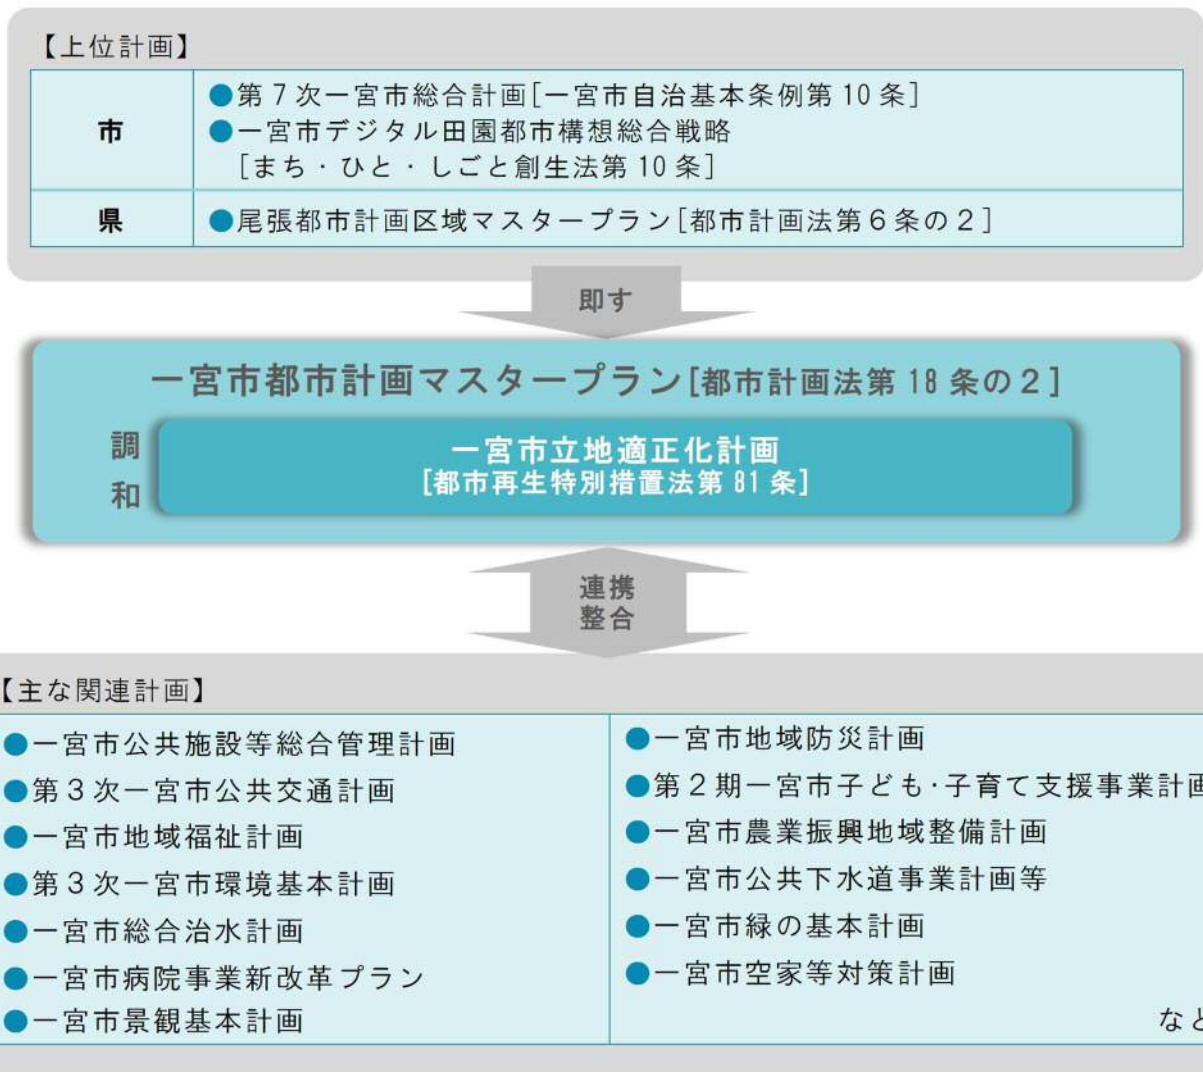 【上位計画】
市
●第７次一宮市総合計画[一宮市自治基本条例第 10 条]
●一宮市デジタル田園都市構想総合戦略
[まち・ひと・しごと創生法第 10 条]
県
●尾張都市計画区域マスタープラン[都市計画法第６条の２]
即す
一宮市都市計画マスタープラン[都市計画法第 18 条の２]
調和
一宮市立地適正化計画
[都市再生特別措置法第 81 条]
連携
整合
【主な関連計画】
●一宮市公共施設等総合管理計画
●第３次一宮市公共交通計画
●一宮市地域福祉計画
●第３次一宮市環境基本計画
●一宮市総合治水計画
●一宮市病院事業新改革プラン
●一宮市景観基本計画
●一宮市地域防災計画
●第２期一宮市子ども・子育て支援事業計画
●一宮市農業振興地域整備計画
●一宮市公共下水道事業計画等
●一宮市緑の基本計画
●一宮市空家等対策計画
など